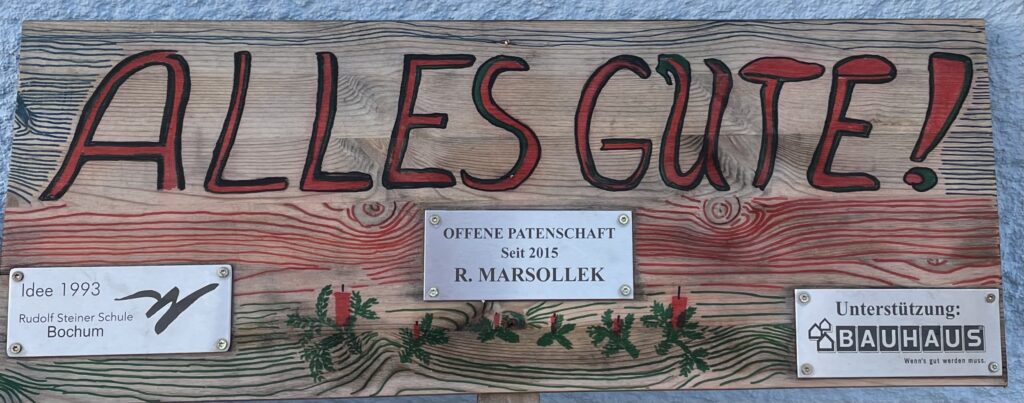 ALLES GUTE!
OFFENE PATENSCHAFT
Seit 2015
R. MARSOLLEK
Idee 1993
Rudolf Steiner Schule
Bochum
Unterstützung:
BAUHAUS
Wenn's gut werden muss.